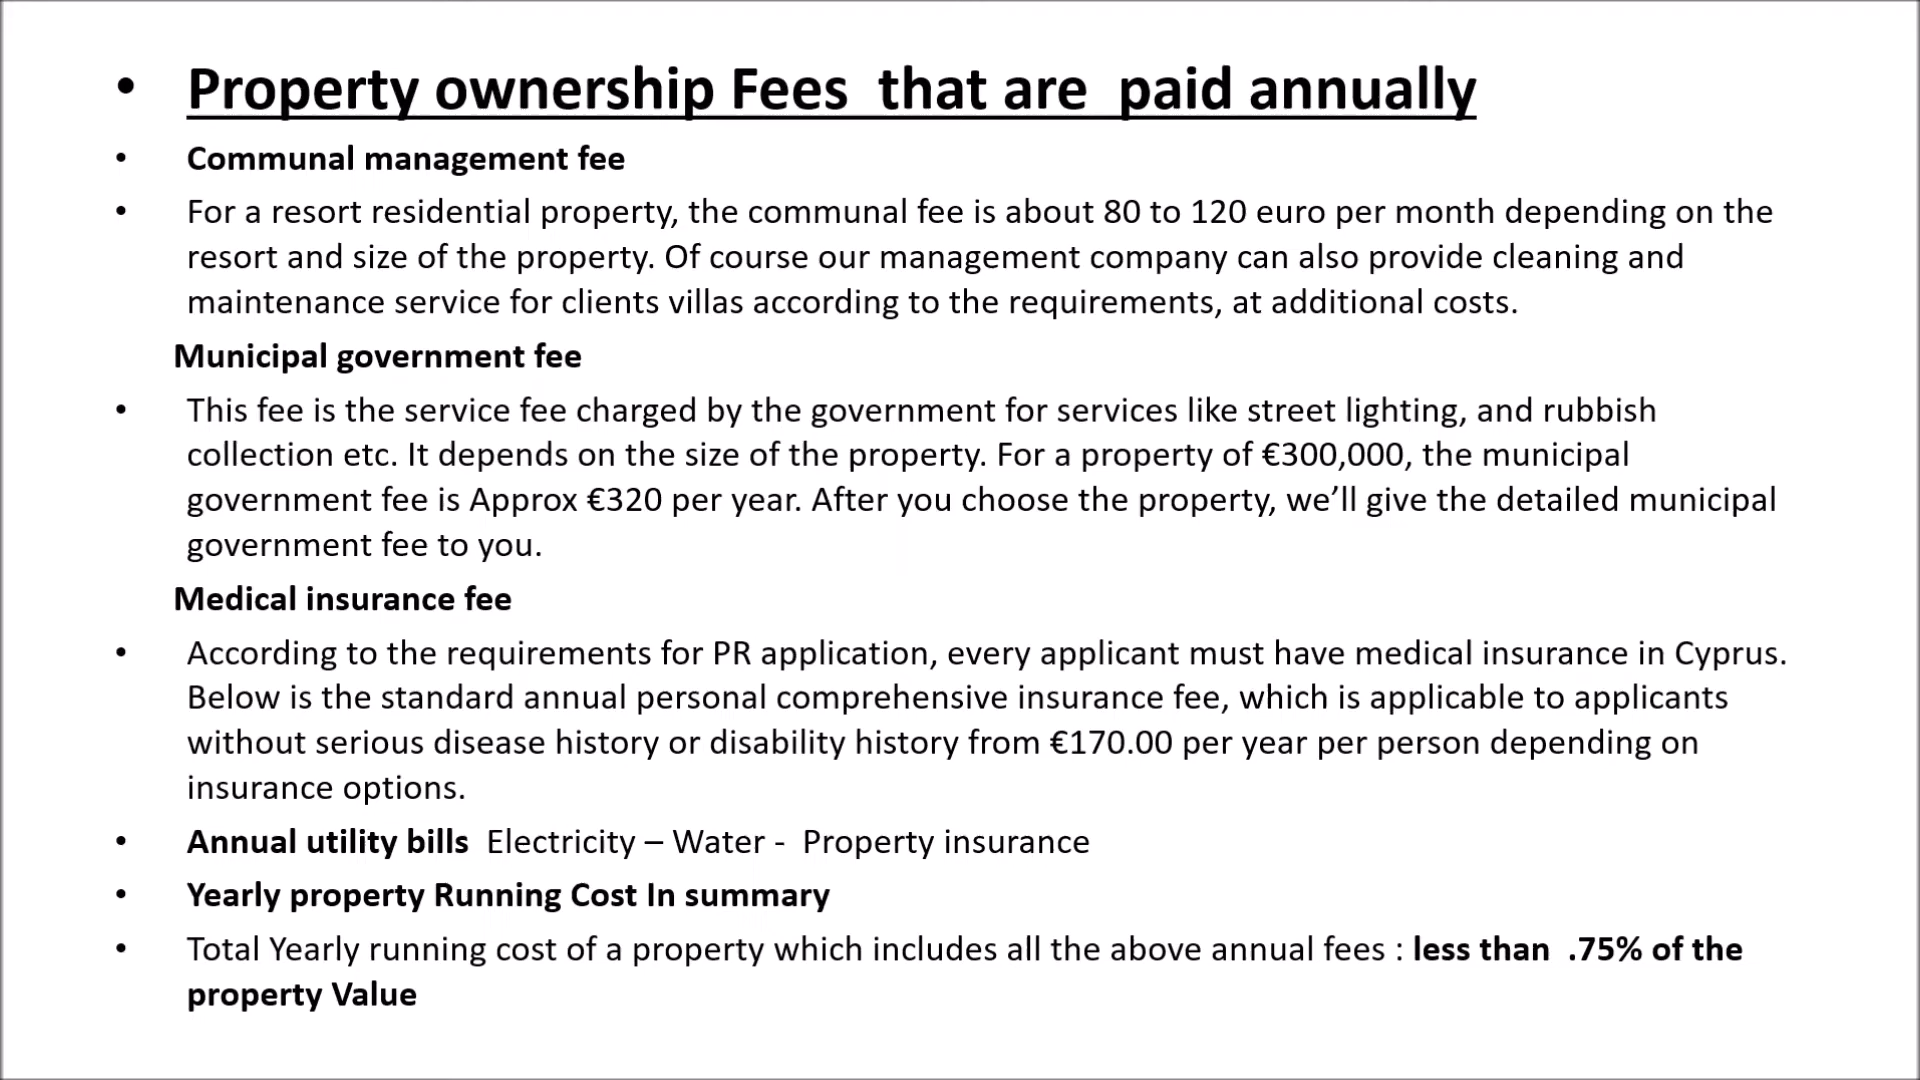 • Property ownership Fees  that are  paid annually
• Communal management fee
• For a resort residential property, the communal fee is about 80 to 120 euro per month depending on the
resort and size of the property. Of course our management company can also provide cleaning and
maintenance service for clients villas according to the requirements, at additional costs.
Municipal government fee
• This fee is the service fee charged by the government for services like street lighting, and rubbish
collection etc. It depends on the size of the property. For a property of €300,000, the municipal
government fee is Approx €320 per year. After you choose the property, we’ll give the detailed municipal
government fee to you.
Medical insurance fee
• According to the requirements for PR application, every applicant must have medical insurance in Cyprus.
Below is the standard annual personal comprehensive insurance fee, which is applicable to applicants
without serious disease history or disability history from €170.00 per year per person depending on
insurance options.
• Annual utility bills  Electricity – Water -  Property insurance
• Yearly property Running Cost In summary
• Total Yearly running cost of a property which includes all the above annual fees : less than  .75% of the
property Value